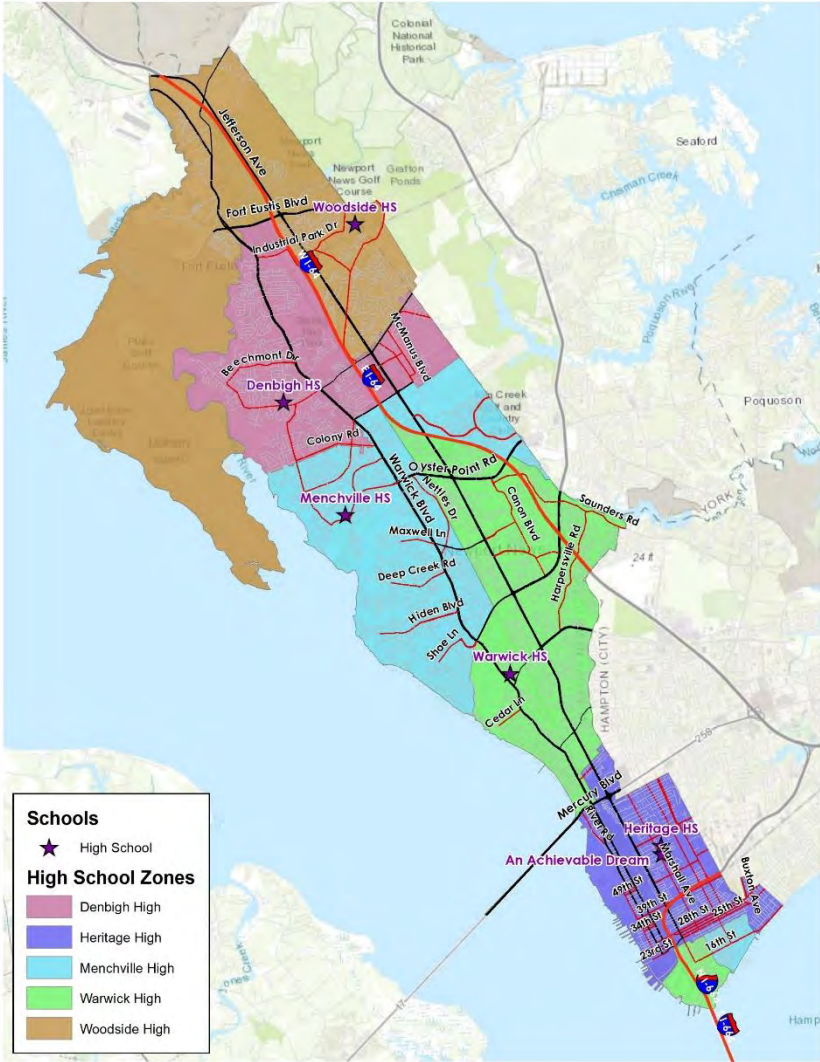 Colonial
National
Historical
Park
Seaford
Chisman Creek
Jefferson Ave
Newport
News Golf
Course
Grafton
Ponds
Fort Eustis Blvd
Woodside HS
Industrial Park Dr
W I-64
Poquoson River
McManus Blvd
Beechmont Dr
Denbigh HS
E I-64
Poquoson
Colony Rd
Oyster Point Rd
Warwick Blvd
Nettles Dr
Menchville HS
Canon Blvd
Saunders Rd
YORK
Maxwell Ln
Harpersville Rd
24 ft
Deep Creek Rd
Hiden Blvd
Shoe Ln
Warwick HS
HAMPTON (CITY)
Cedar Ln
258
Mercury Blvd
River Rd
Heritage HS
An Achievable Dream
Marshall Ave
Buxton Ave
49th St
39th St
34th St
28th St
25th St
23rd St
16th St
Jones Creek
17
Schools
High School
High School Zones
Denbigh High
Heritage High
Menchville High
Warwick High
Woodside High